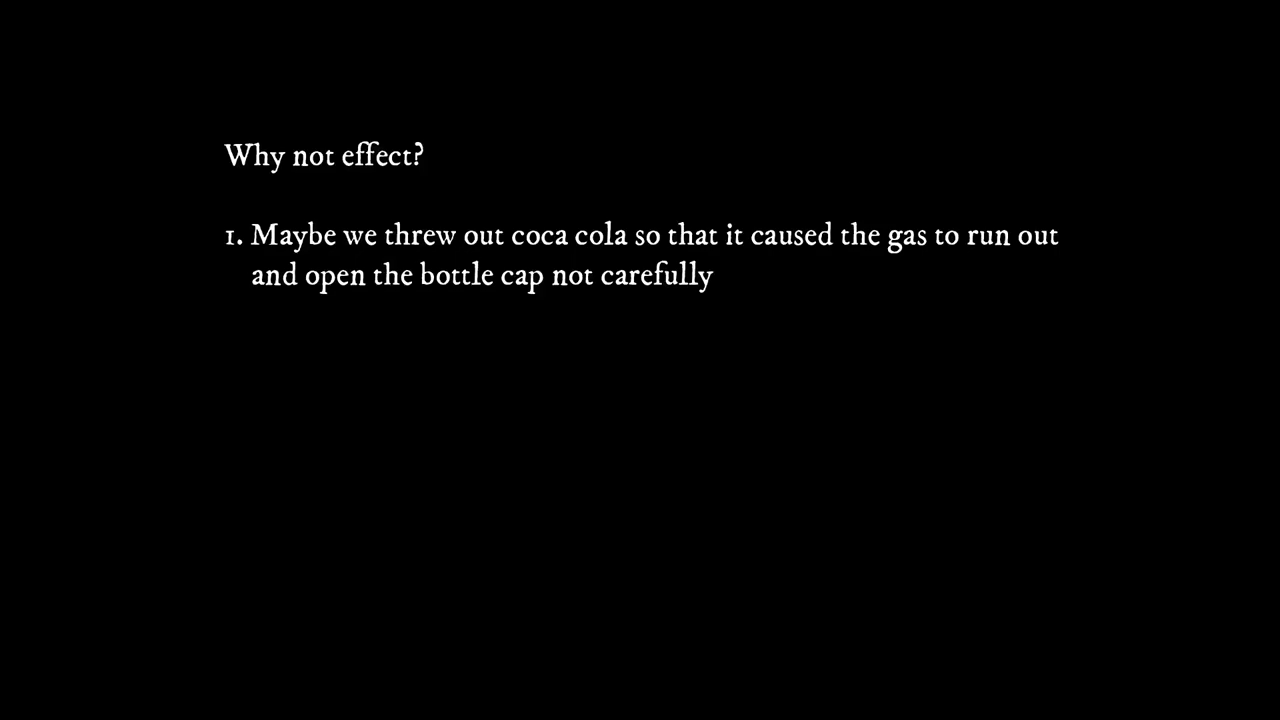 Why not effect?
1. Maybe we threw out coca cola so that it caused the gas to run out
and open the bottle cap not carefully